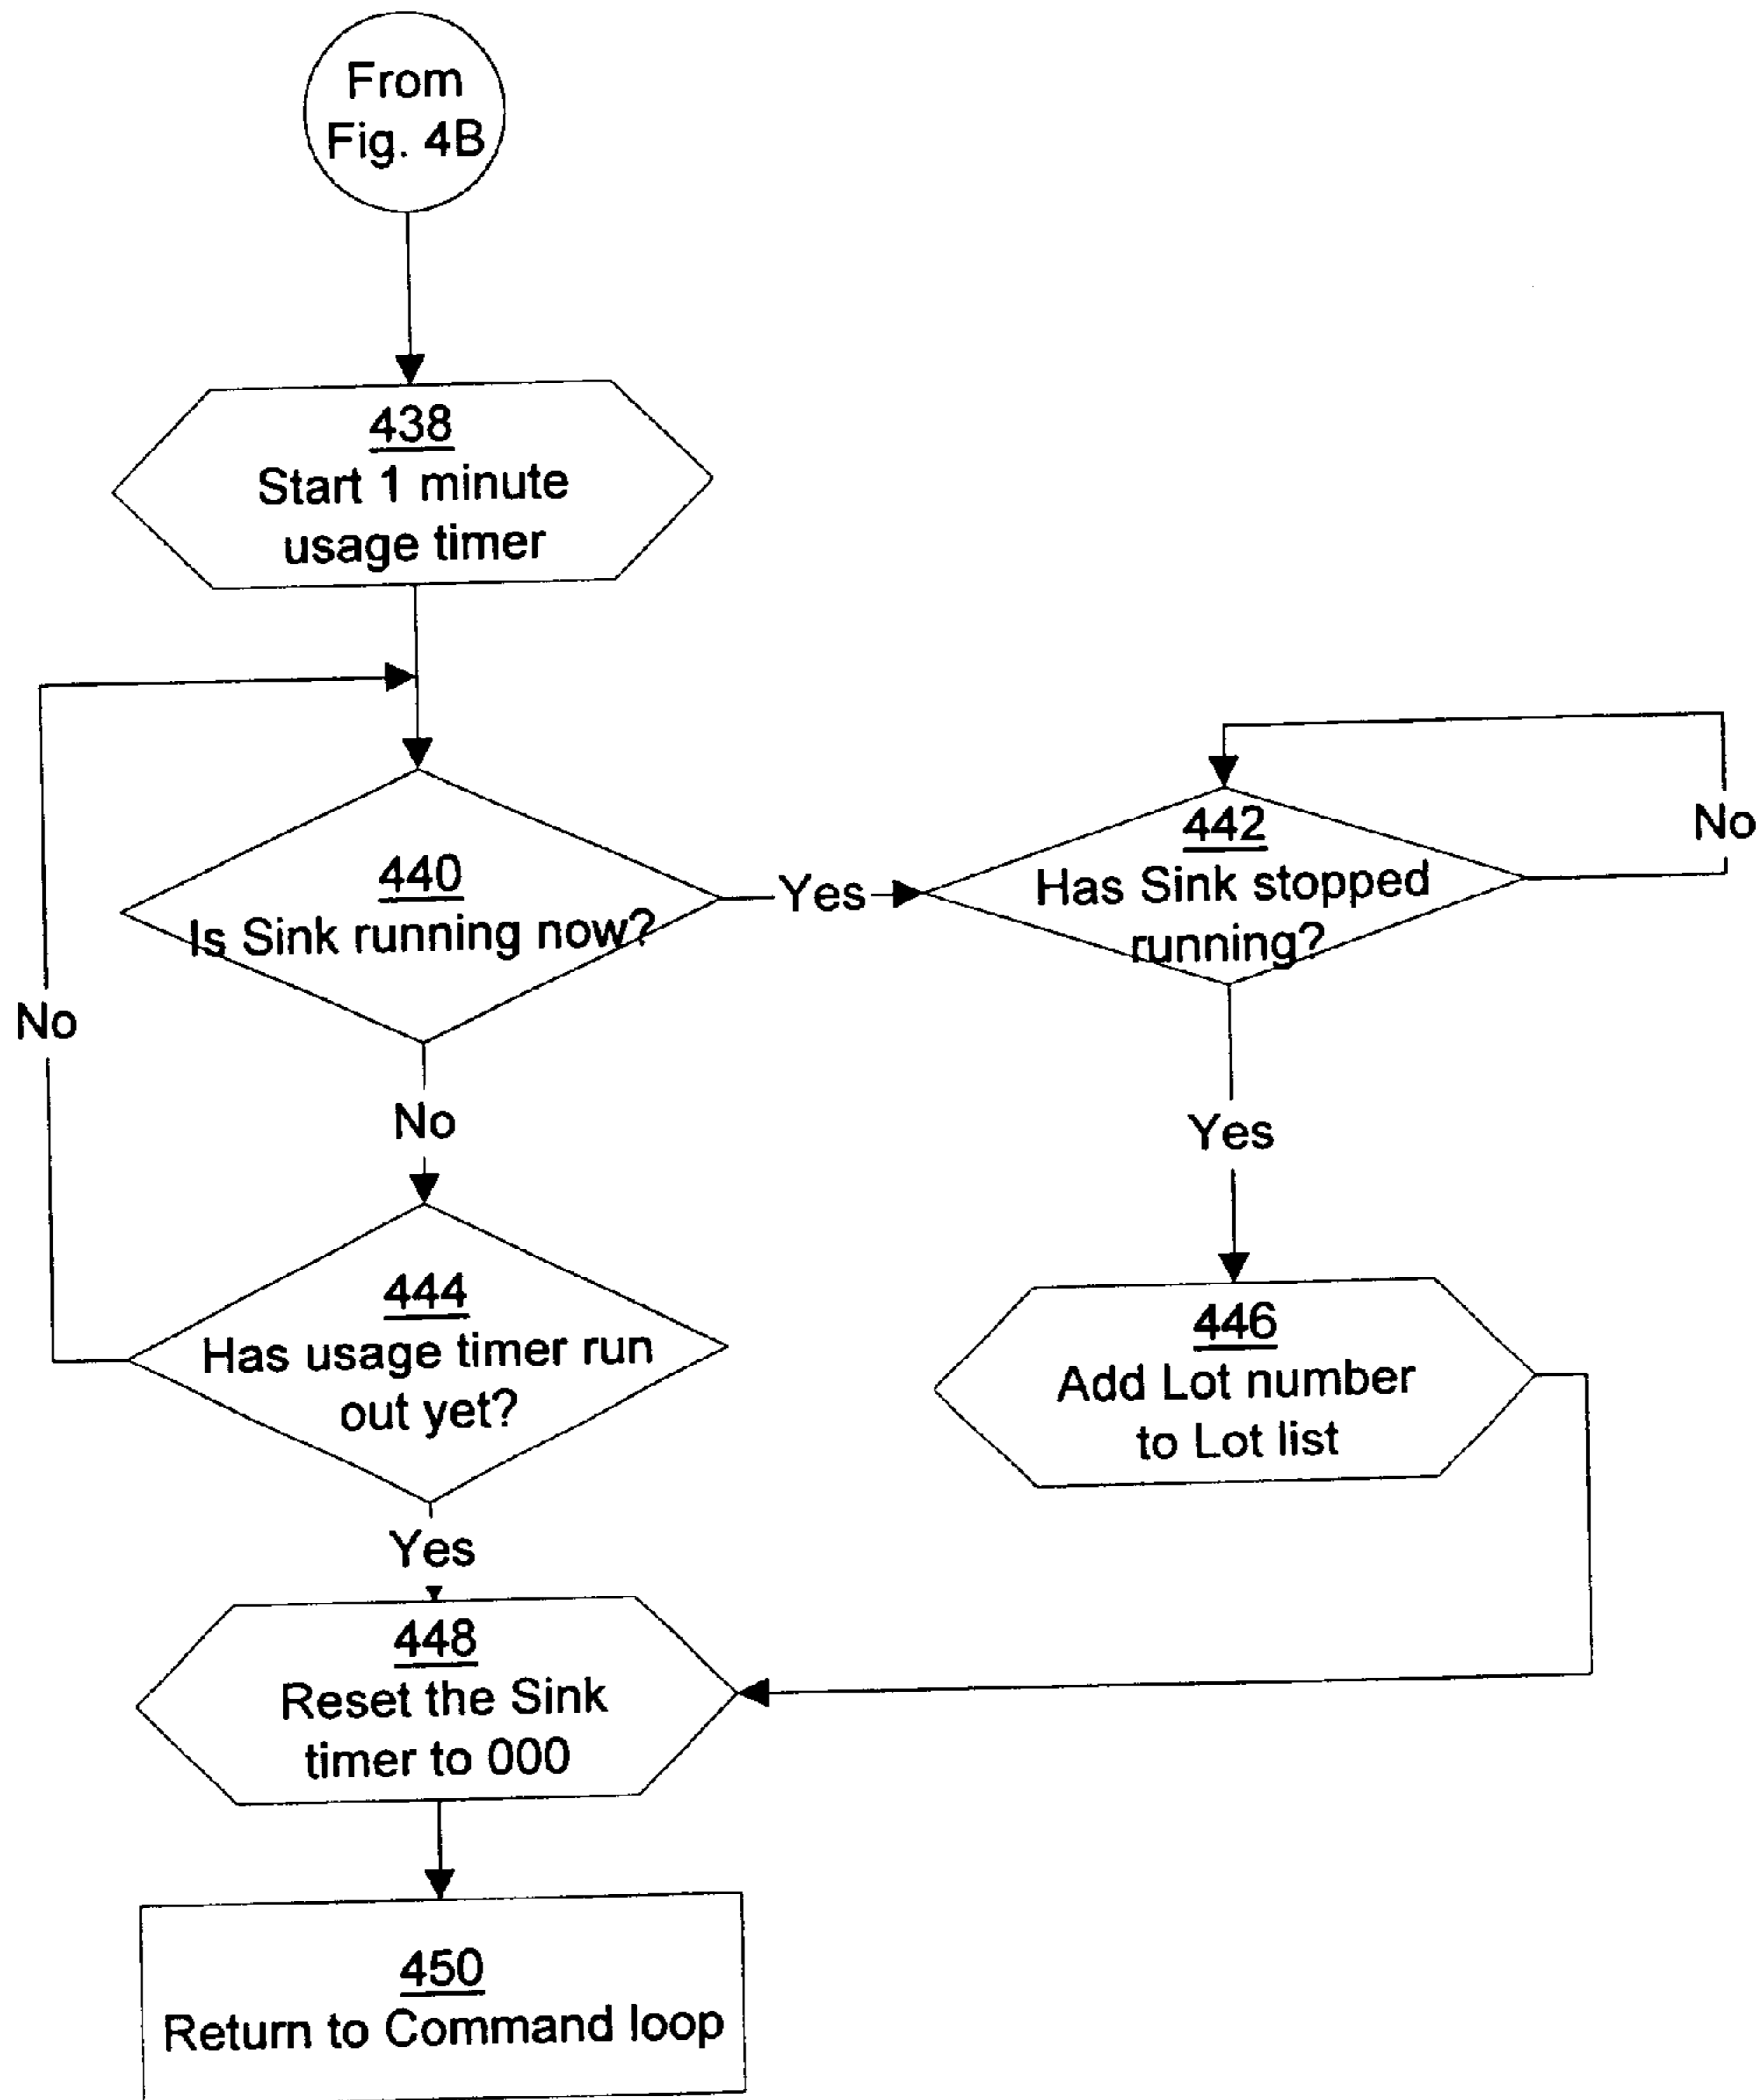 From
Fig. 4B
438
Start 1 minute
usage timer
440
Is Sink running now?
Yes
442
Has Sink stopped
running?
No
No
No
Yes
444
Has usage timer run
out yet?
446
Add Lot number
to Lot list
Yes
448
Reset the Sink
timer to 000
450
Return to Command loop